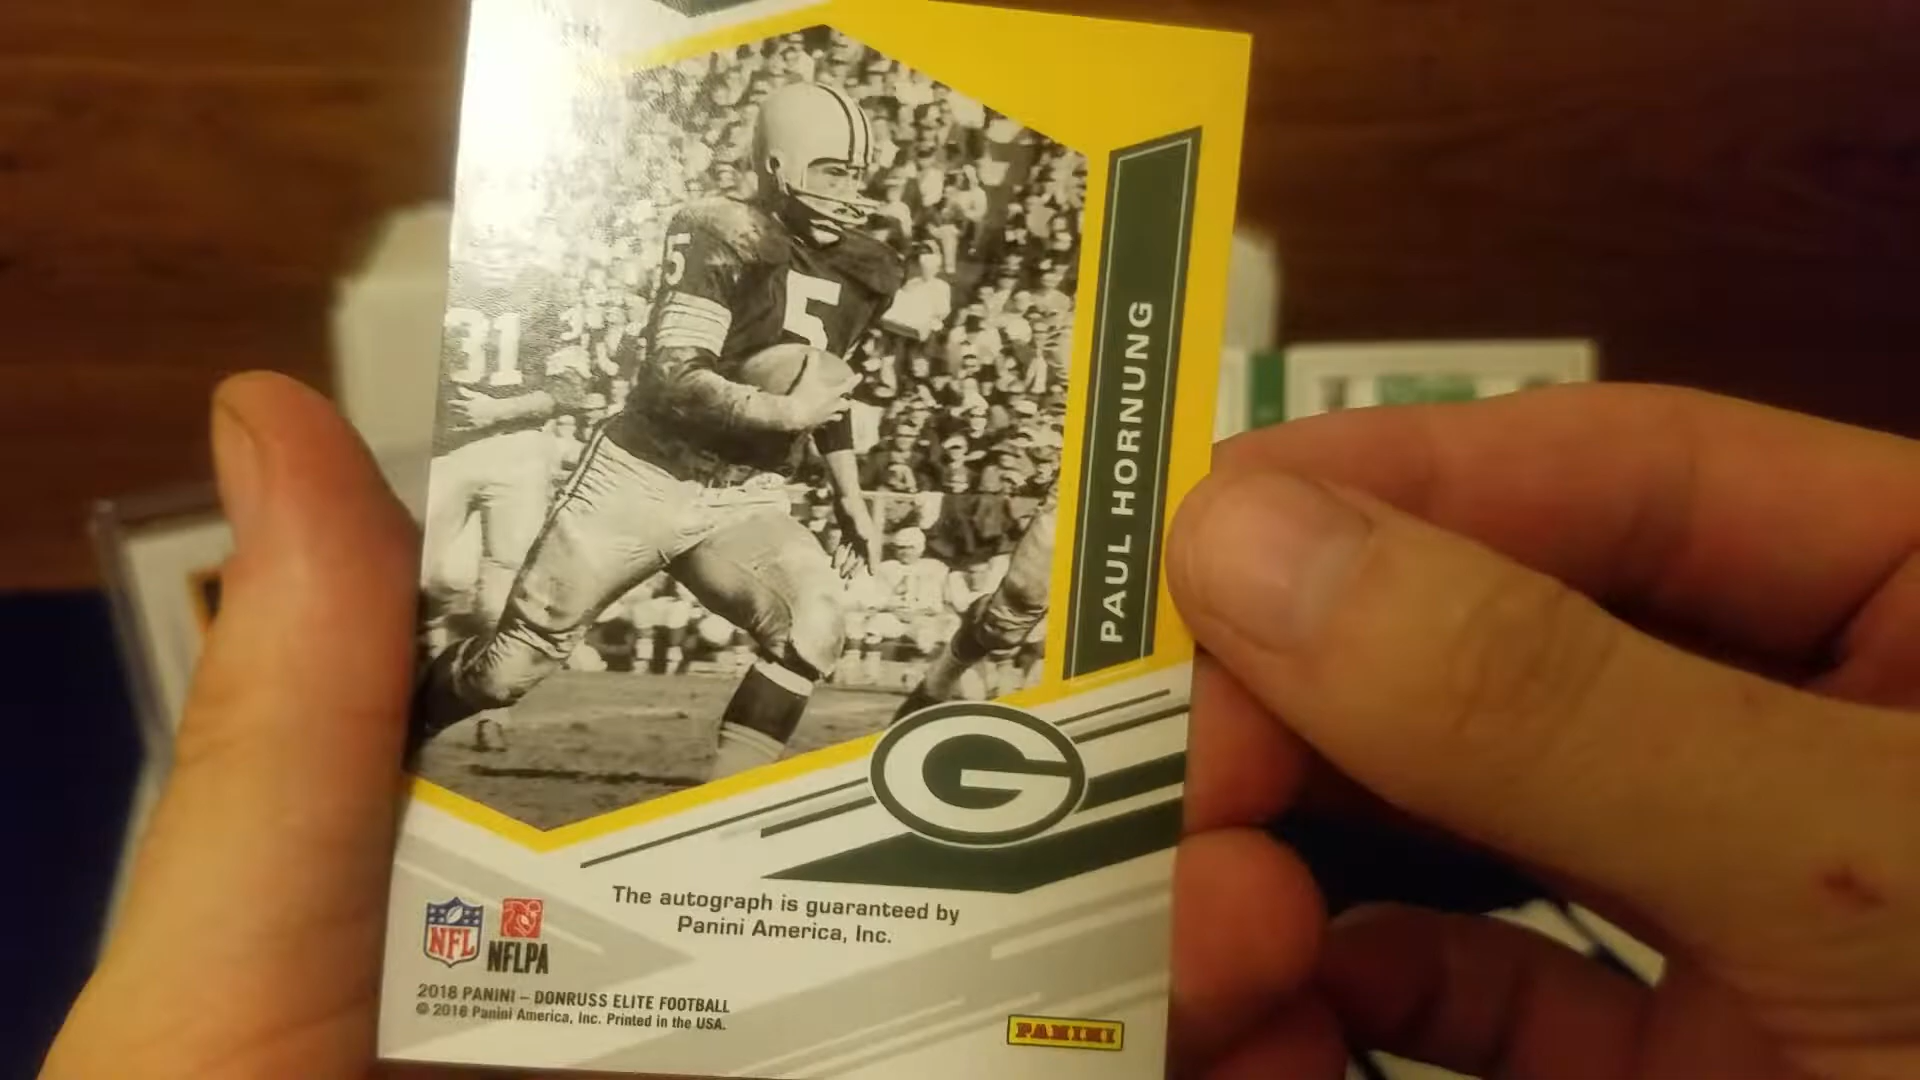 31
5
5
PAUL HORNUNG
G
The autograph is guaranteed by
Panini America, Inc.
NFL
NFLPA
2018 PANINI – DONRUSS ELITE FOOTBALL
© 2018 Panini America, Inc. Printed in the USA.
PANINI